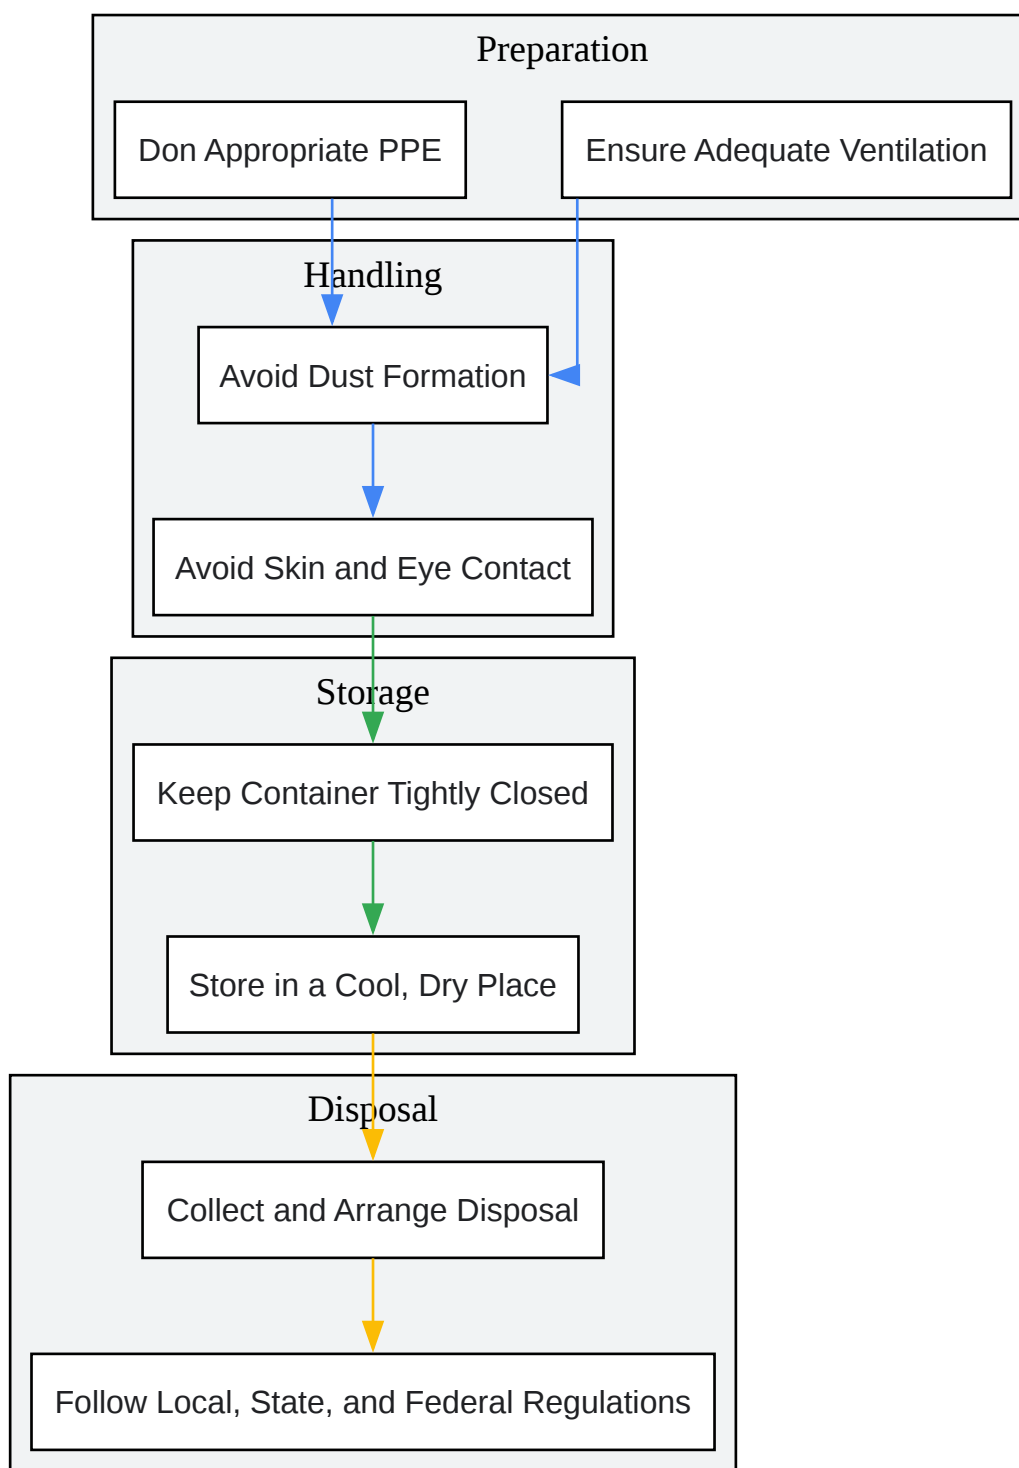 Preparation
Don Appropriate PPE
Ensure Adequate Ventilation
Handling
Avoid Dust Formation
Avoid Skin and Eye Contact
Storage
Keep Container Tightly Closed
Store in a Cool, Dry Place
Disposal
Collect and Arrange Disposal
Follow Local, State, and Federal Regulations